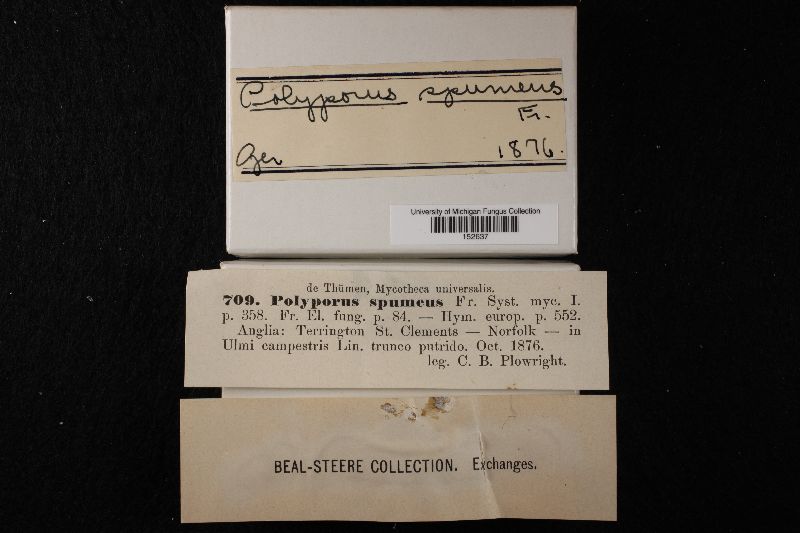 Polyporus spumeus
Fr.
Ger 1876.
University of Michigan Fungus Collection
152637
de Thümen, Mycotheca universalis.
709. Polyporus spumeus Fr. Syst. myc. I.
p. 358. Fr. El. fung. p. 84. — Hym. europ. p. 552.
Anglia: Terrington St. Clements — Norfolk — in
Ulmi campestris Lin. trunco putrido. Oct. 1876.
leg. C. B. Plowright.
BEAL-STEERE COLLECTION. Exchanges.